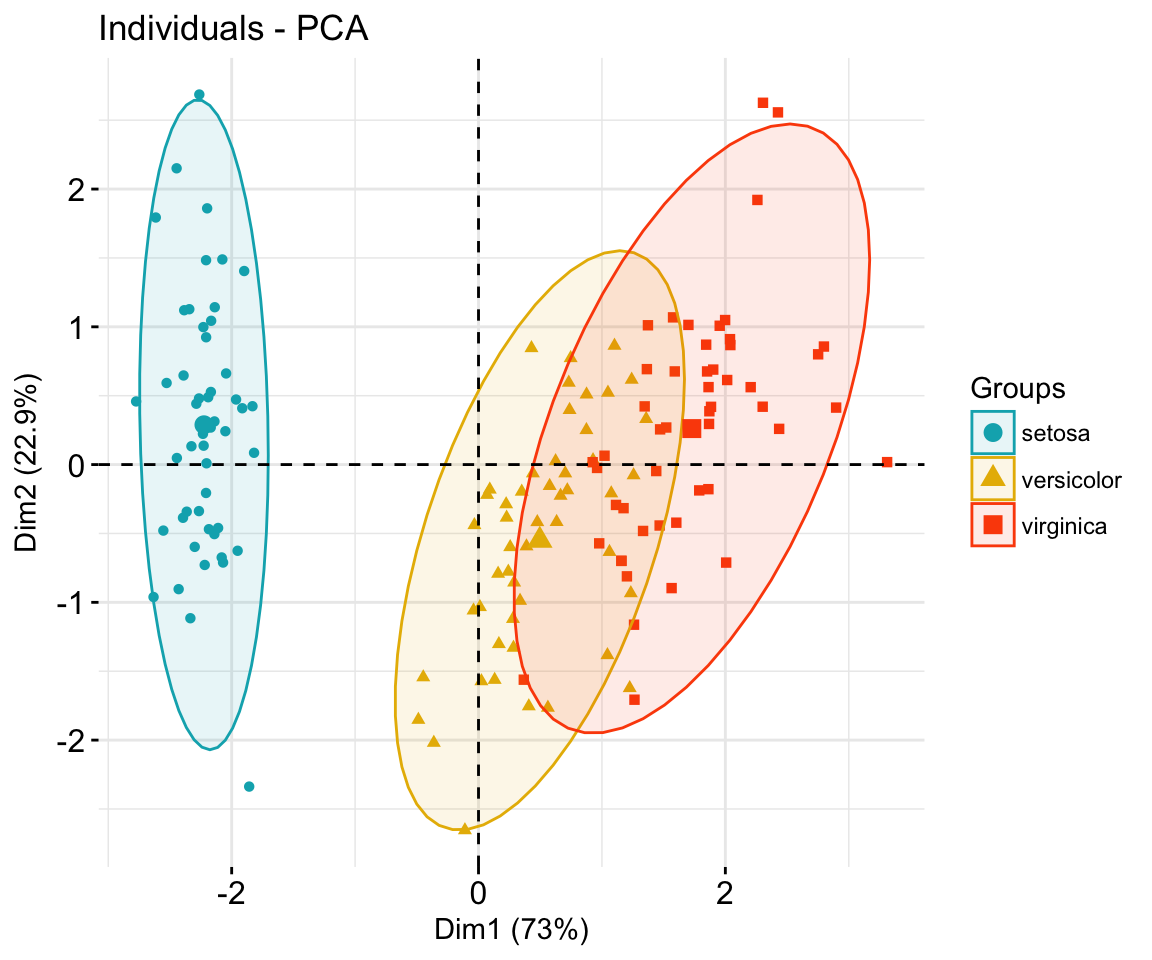 Individuals - PCA
2
1
0
-1
-2
Dim2 (22.9%)
-2
0
2
Dim1 (73%)
Groups
setosa
versicolor
virginica